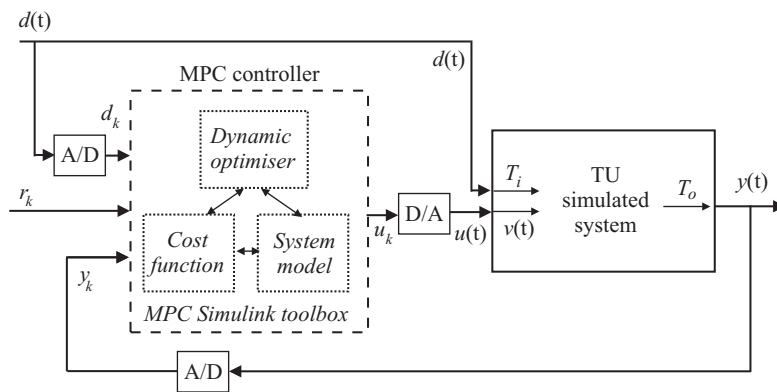 d(t)
MPC controller
d(t)
d_k
A/D
Dynamic
optimiser
r_k
Cost
function
System
model
y_k
MPC Simulink toolbox
u_k
D/A
u(t)
T_i
v(t)
TU
simulated
system
T_o
y(t)
A/D